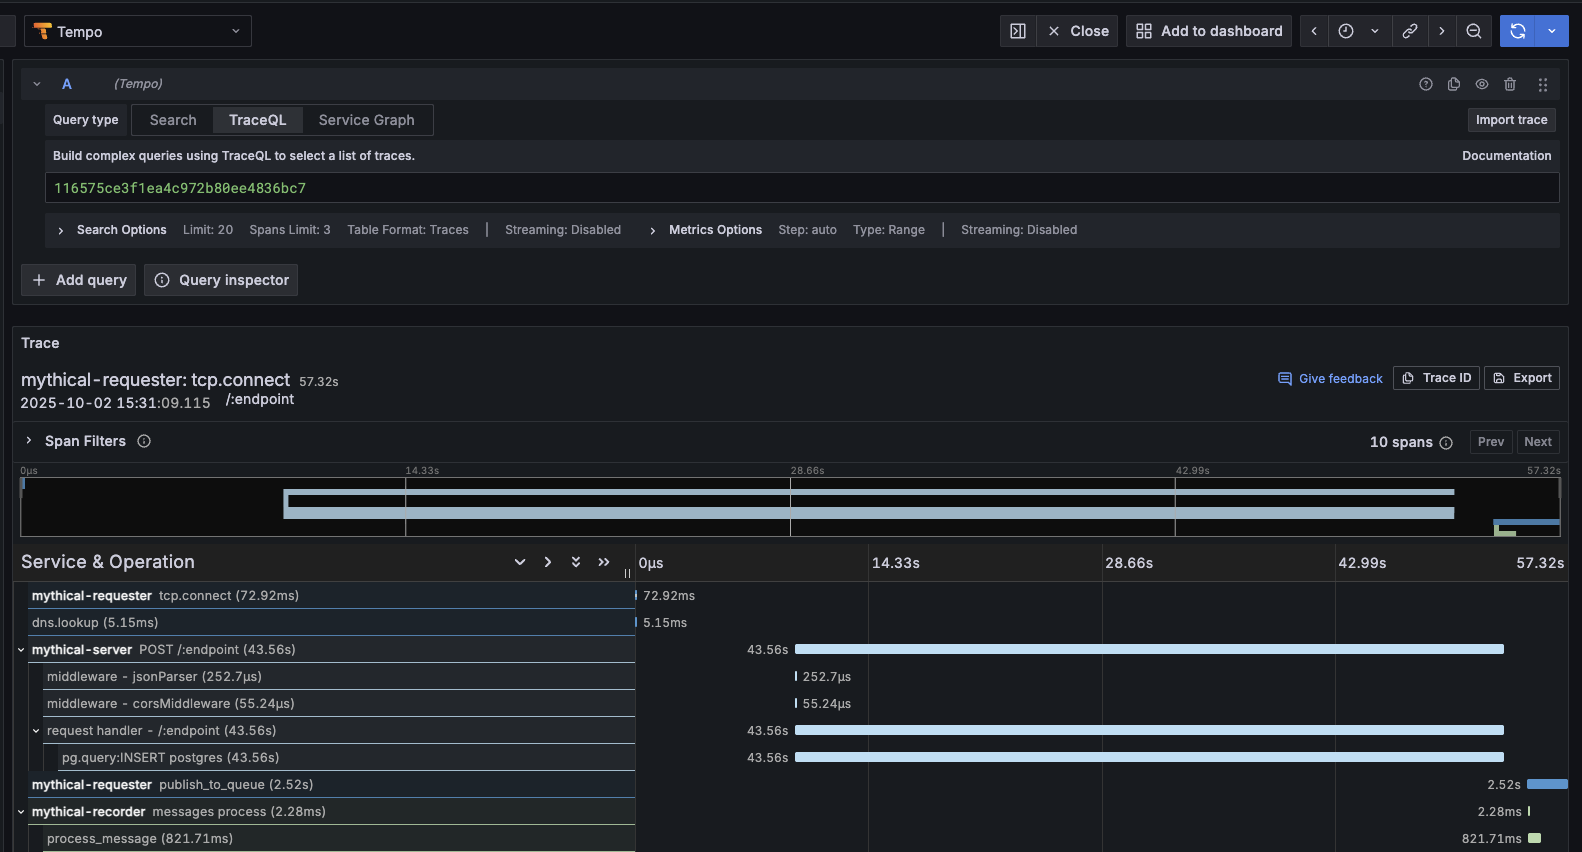 Tempo
Close
Add to dashboard
A (Tempo)
Query type Search TraceQL Service Graph Import trace
Build complex queries using TraceQL to select a list of traces. Documentation
116575ce3f1ea4c972b80ee4836bc7
Search Options Limit: 20 Spans Limit: 3 Table Format: Traces | Streaming: Disabled Metrics Options Step: auto Type: Range | Streaming: Disabled
+ Add query Query inspector
Trace
mythical-requester: tcp.connect 57.32s Give feedback Trace ID Export
2025-10-02 15:31:09.115 /:endpoint
Span Filters 10 spans Prev Next
0μs 14.33s 28.66s 42.99s 57.32s
Service & Operation 0μs 14.33s 28.66s 42.99s 57.32s
mythical-requester tcp.connect (72.92ms) 72.92ms
dns.lookup (5.15ms) 5.15ms
mythical-server POST /:endpoint (43.56s) 43.56s
middleware - jsonParser (252.7μs) 252.7μs
middleware - corsMiddleware (55.24μs) 55.24μs
request handler - /:endpoint (43.56s) 43.56s
pg.query:INSERT postgres (43.56s) 43.56s
mythical-requester publish_to_queue (2.52s) 2.52s
mythical-recorder messages process (2.28ms) 2.28ms
process_message (821.71ms) 821.71ms